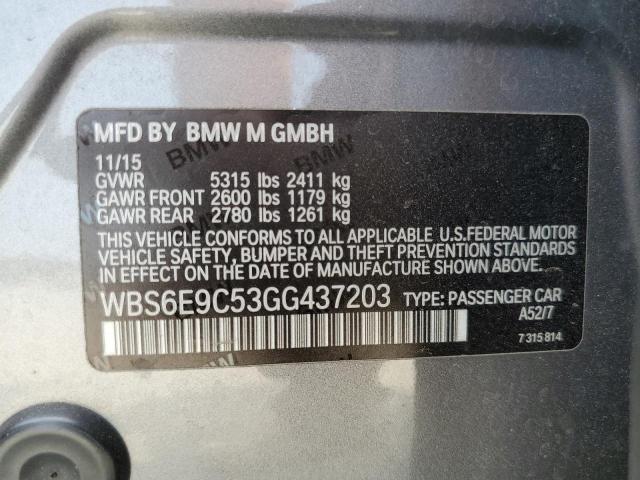 MFD BY BMW M GMBH
11/15
GVWR 5315 lbs 2411 kg
GAWR FRONT 2600 lbs 1179 kg
GAWR REAR 2780 lbs 1261 kg
THIS VEHICLE CONFORMS TO ALL APPLICABLE U.S.FEDERAL MOTOR
VEHICLE SAFETY, BUMPER AND THEFT PREVENTION STANDARDS
IN EFFECT ON THE DATE OF MANUFACTURE SHOWN ABOVE.
WBS6E9C53GG437203 TYPE: PASSENGER CAR
A52/7
7 315 814